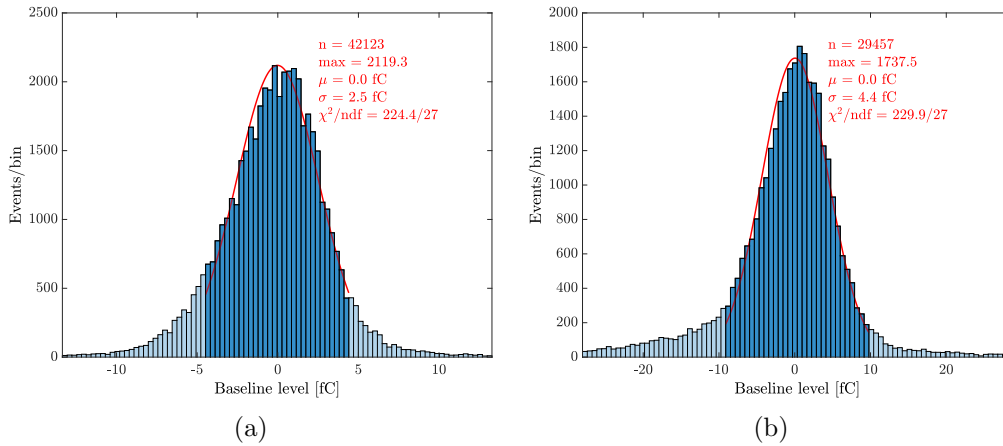 2500
2000
1500
1000
500
0
Events/bin
n = 42123
max = 2119.3
μ = 0.0 fC
σ = 2.5 fC
χ²/ndf = 224.4/27
-10 -5 0 5 10
Baseline level [fC]
(a)
2000
1800
1600
1400
1200
1000
800
600
400
200
0
Events/bin
n = 29457
max = 1737.5
μ = 0.0 fC
σ = 4.4 fC
χ²/ndf = 229.9/27
-20 -10 0 10 20
Baseline level [fC]
(b)